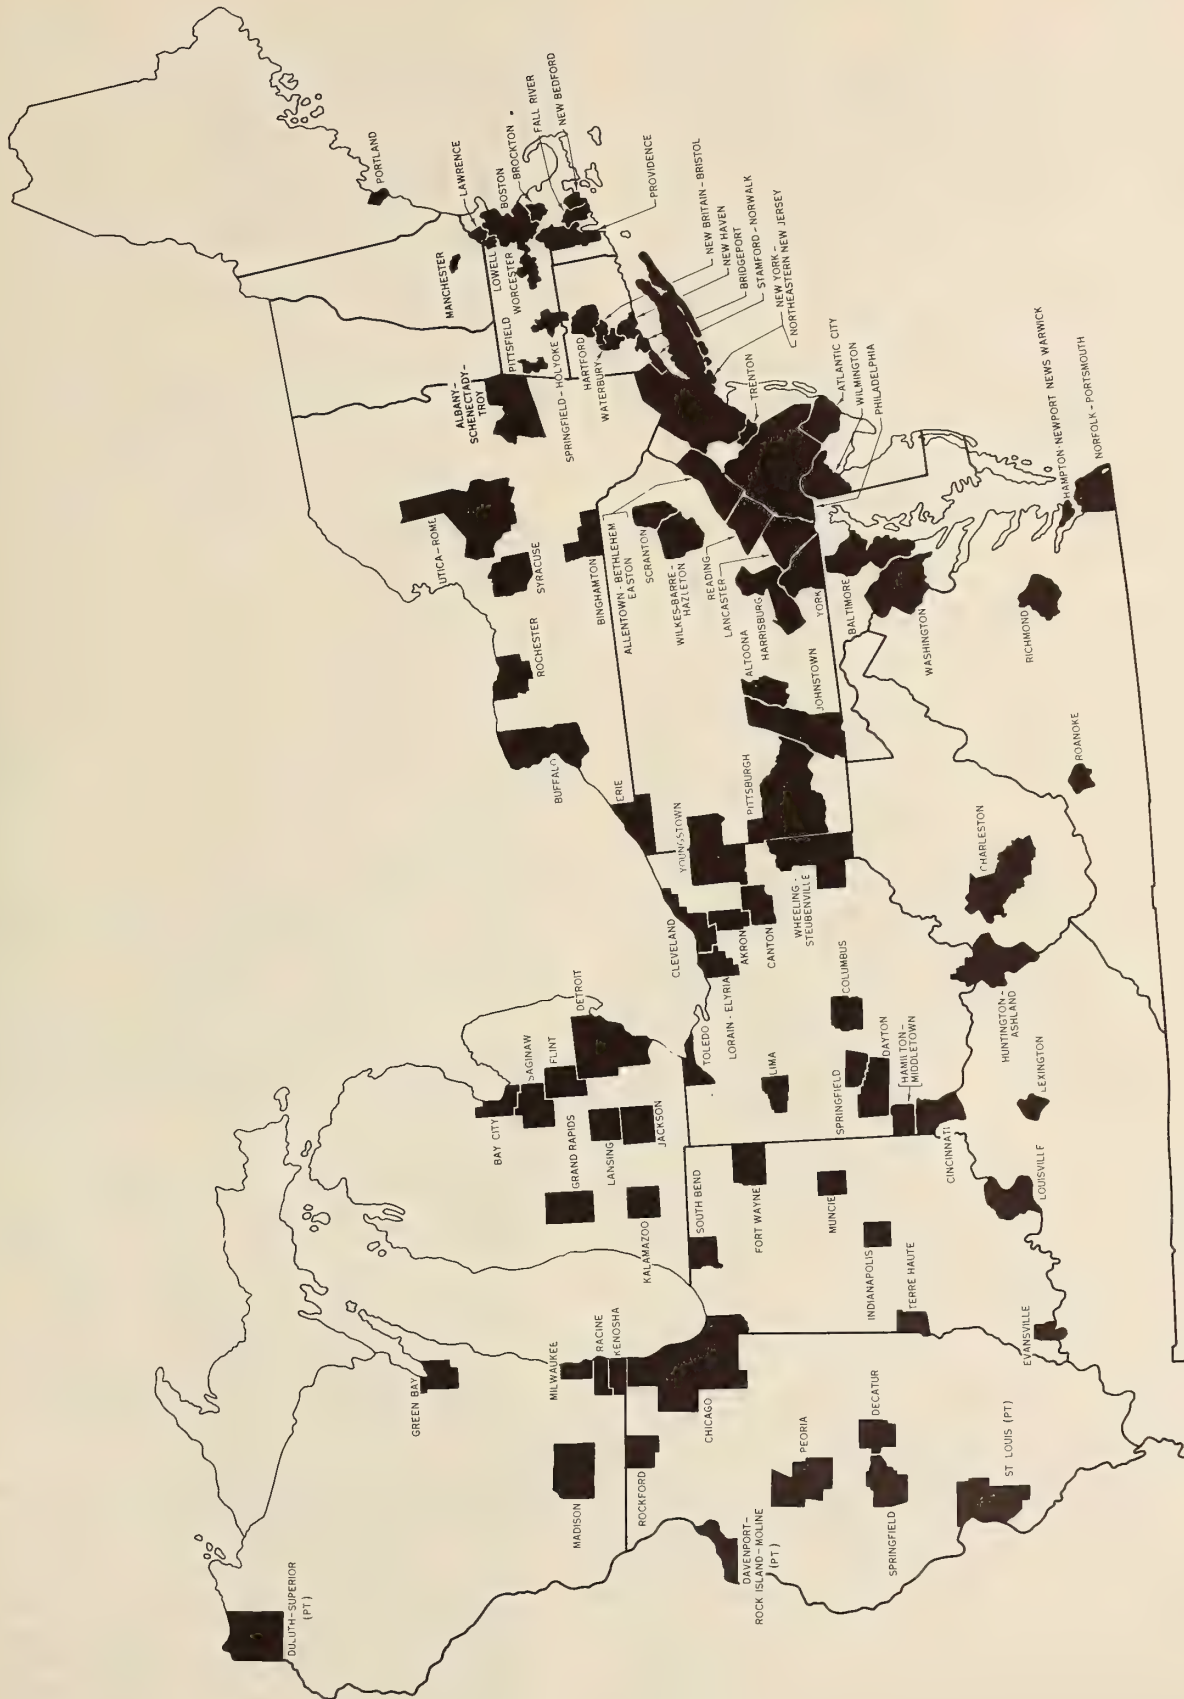 PORTLAND
LAWRENCE
BOSTON
BROCKTON
FALL RIVER
NEW BEDFORD
MANCHESTER
LOWELL
WORCESTER
PROVIDENCE
PITTSFIELD
SPRINGFIELD-HOLYOKE
HARTFORD
WATERBURY
NEW BRITAIN-BRISTOL
NEW HAVEN
BRIDGEPORT
STAMFORD-NORWALK
NEW YORK-
NORTHEASTERN NEW JERSEY
ALBANY-
SCHENECTADY-
TROY
UTICA-ROME
SYRACUSE
ROCHESTER
BUFFALO
BINGHAMTON
ALLENTOWN-BETHLEHEM
EASTON
SCRANTON
WILKES-BARRE-
HAZLETON
READING
LANCASTER
HARRISBURG
YORK
TRENTON
ATLANTIC CITY
WILMINGTON
PHILADELPHIA
ALTOONA
JOHNSTOWN
PITTSBURGH
ERIE
BALTIMORE
WASHINGTON
HAMPTON-NEWPORT NEWS WARWICK
NORFOLK-PORTSMOUTH
RICHMOND
ROANOKE
CHARLESTON
HUNTINGTON-
ASHLAND
WHEELING-
STEUBENVILLE
YOUNGSTOWN
CLEVELAND
AKRON
CANTON
LORAIN-ELYRIA
COLUMBUS
TOLEDO
LIMA
SPRINGFIELD
DAYTON
HAMILTON-
MIDDLETOWN
CINCINNATI
LEXINGTON
LOUISVILLE
DETROIT
FLINT
SAGINAW
BAY CITY
GRAND RAPIDS
LANSING
JACKSON
KALAMAZOO
SOUTH BEND
FORT WAYNE
MUNCIE
INDIANAPOLIS
TERRE HAUTE
EVANSVILLE
GREEN BAY
MILWAUKEE
RACINE
KENOSHA
MADISON
CHICAGO
ROCKFORD
PEORIA
DECATUR
SPRINGFIELD
ST LOUIS (PT)
DAVENPORT-
ROCK ISLAND-MOLINE
(PT)
DULUTH-SUPERIOR
(PT)